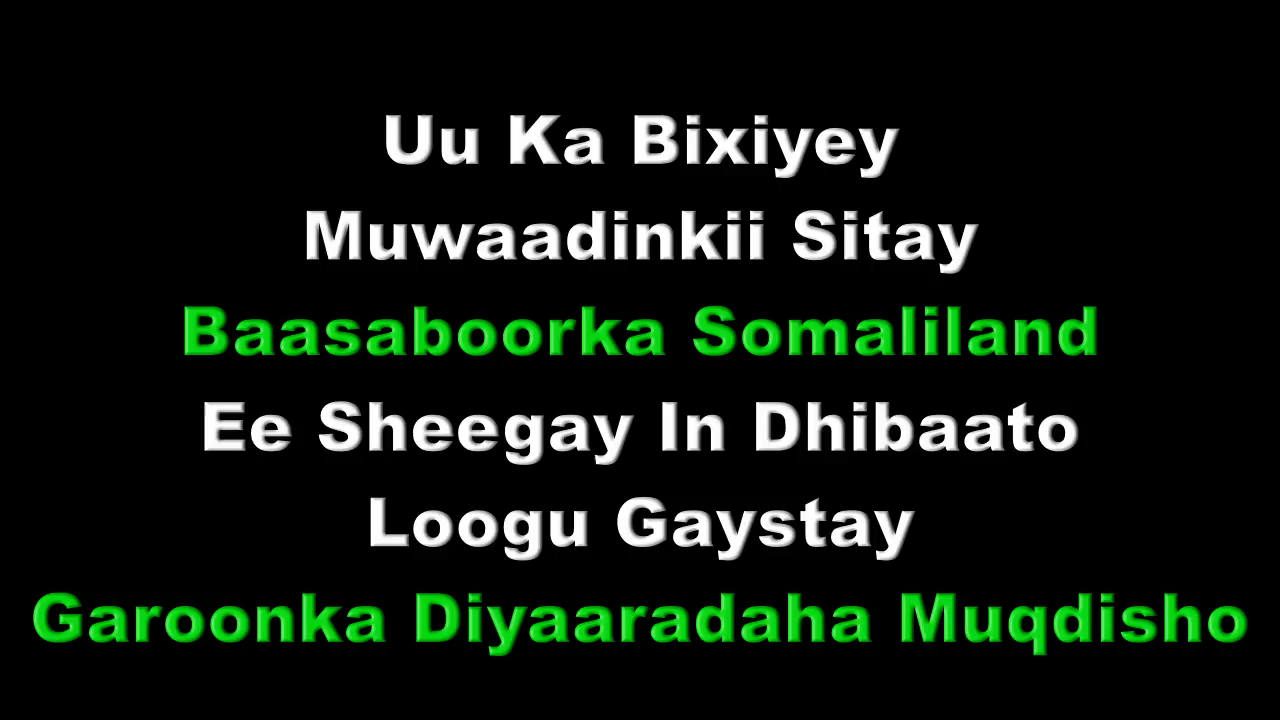 Uu Ka Bixiyey
Muwaadinkii Sitay
Baasaboorka Somaliland
Ee Sheegay In Dhibaato
Loogu Gaystay
Garoonka Diyaaradaha Muqdisho